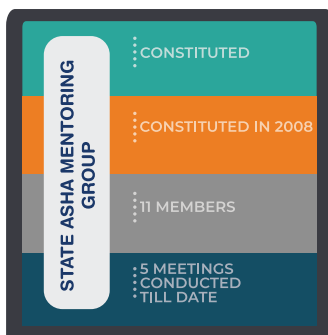 STATE ASHA MENTORING
GROUP
CONSTITUTED
CONSTITUTED IN 2008
11 MEMBERS
5 MEETINGS
CONDUCTED
TILL DATE